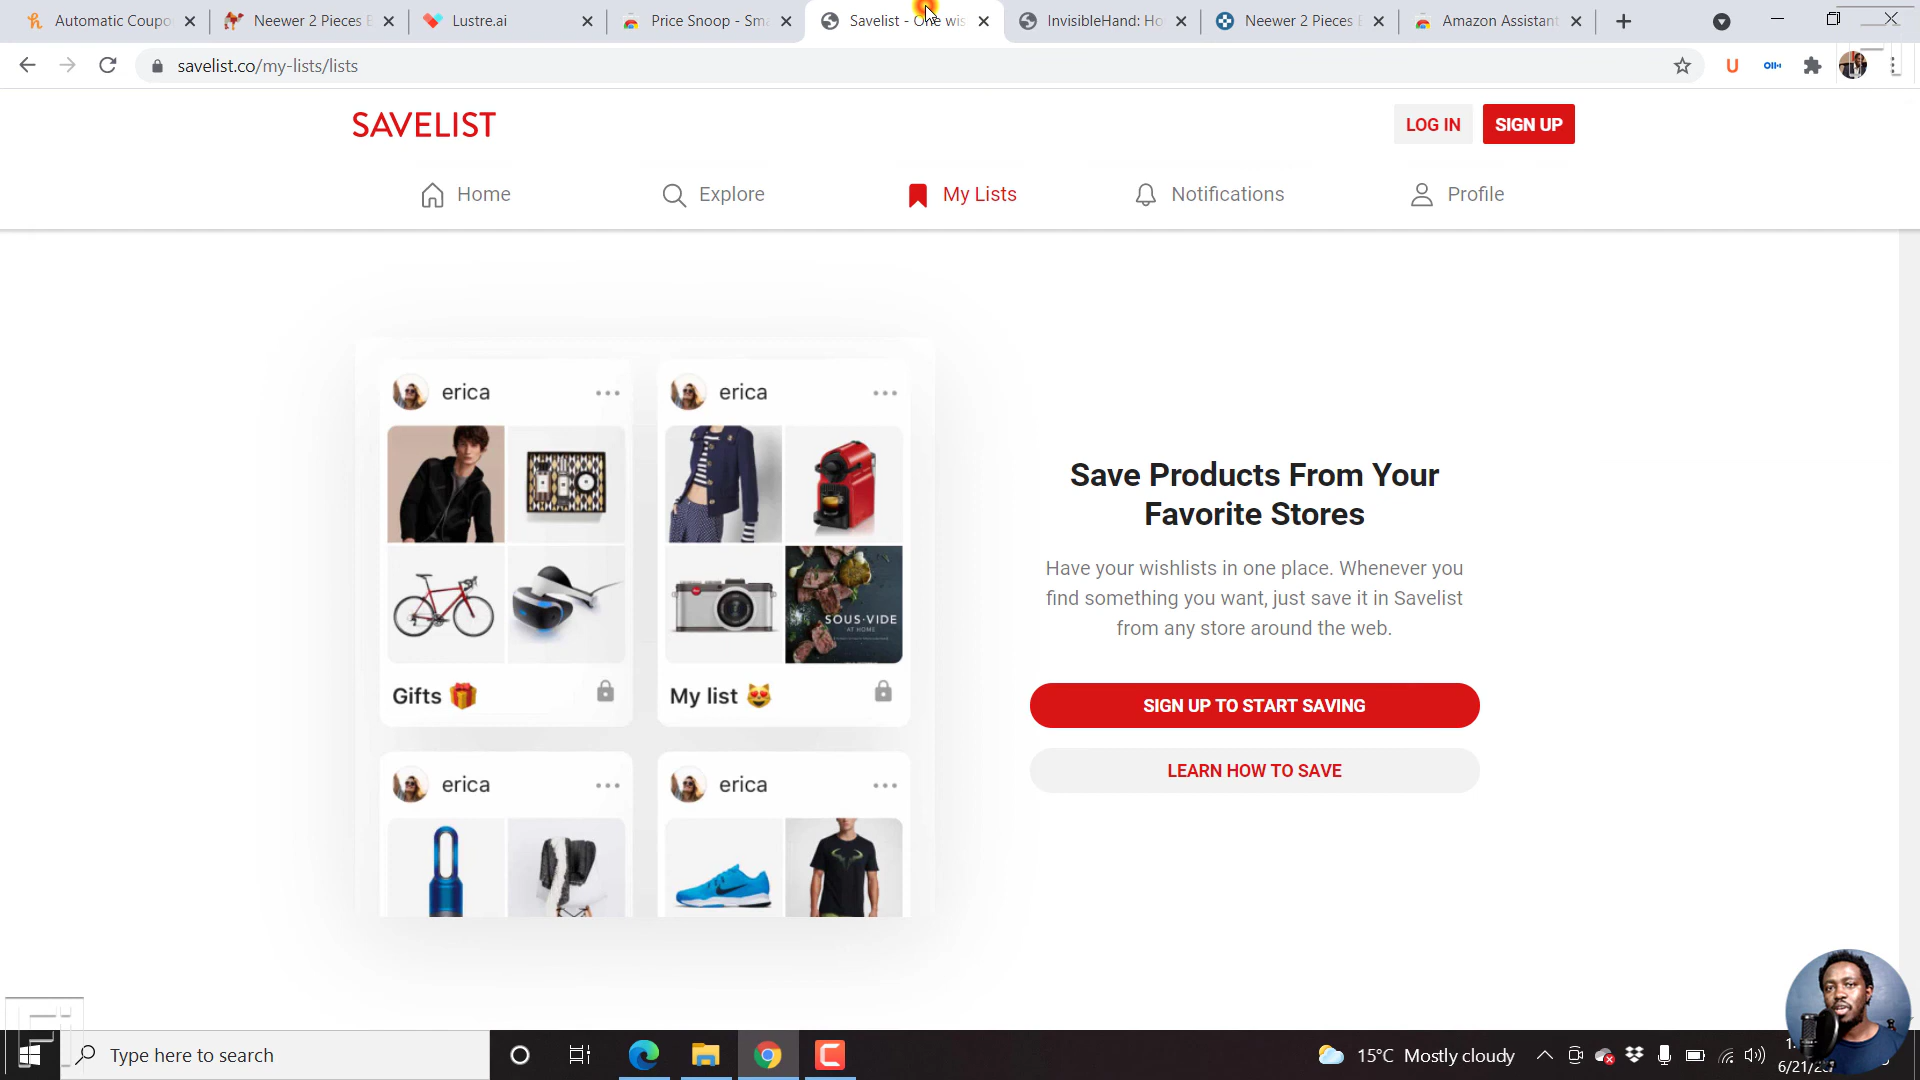 Automatic Coupo
Neewer 2 Pieces
Lustre.ai
Price Snoop - Sma
Savelist - One wis
InvisibleHand: Ho
Neewer 2 Pieces
Amazon Assistant
savelist.co/my-lists/lists
SAVELIST
LOG IN
SIGN UP
Home
Explore
My Lists
Notifications
Profile
erica
erica
SOUS·VIDE
AT HOME
Gifts 🎁
My list 😻
erica
erica
Save Products From Your
Favorite Stores
Have your wishlists in one place. Whenever you
find something you want, just save it in Savelist
from any store around the web.
SIGN UP TO START SAVING
LEARN HOW TO SAVE
Type here to search
15°C Mostly cloudy